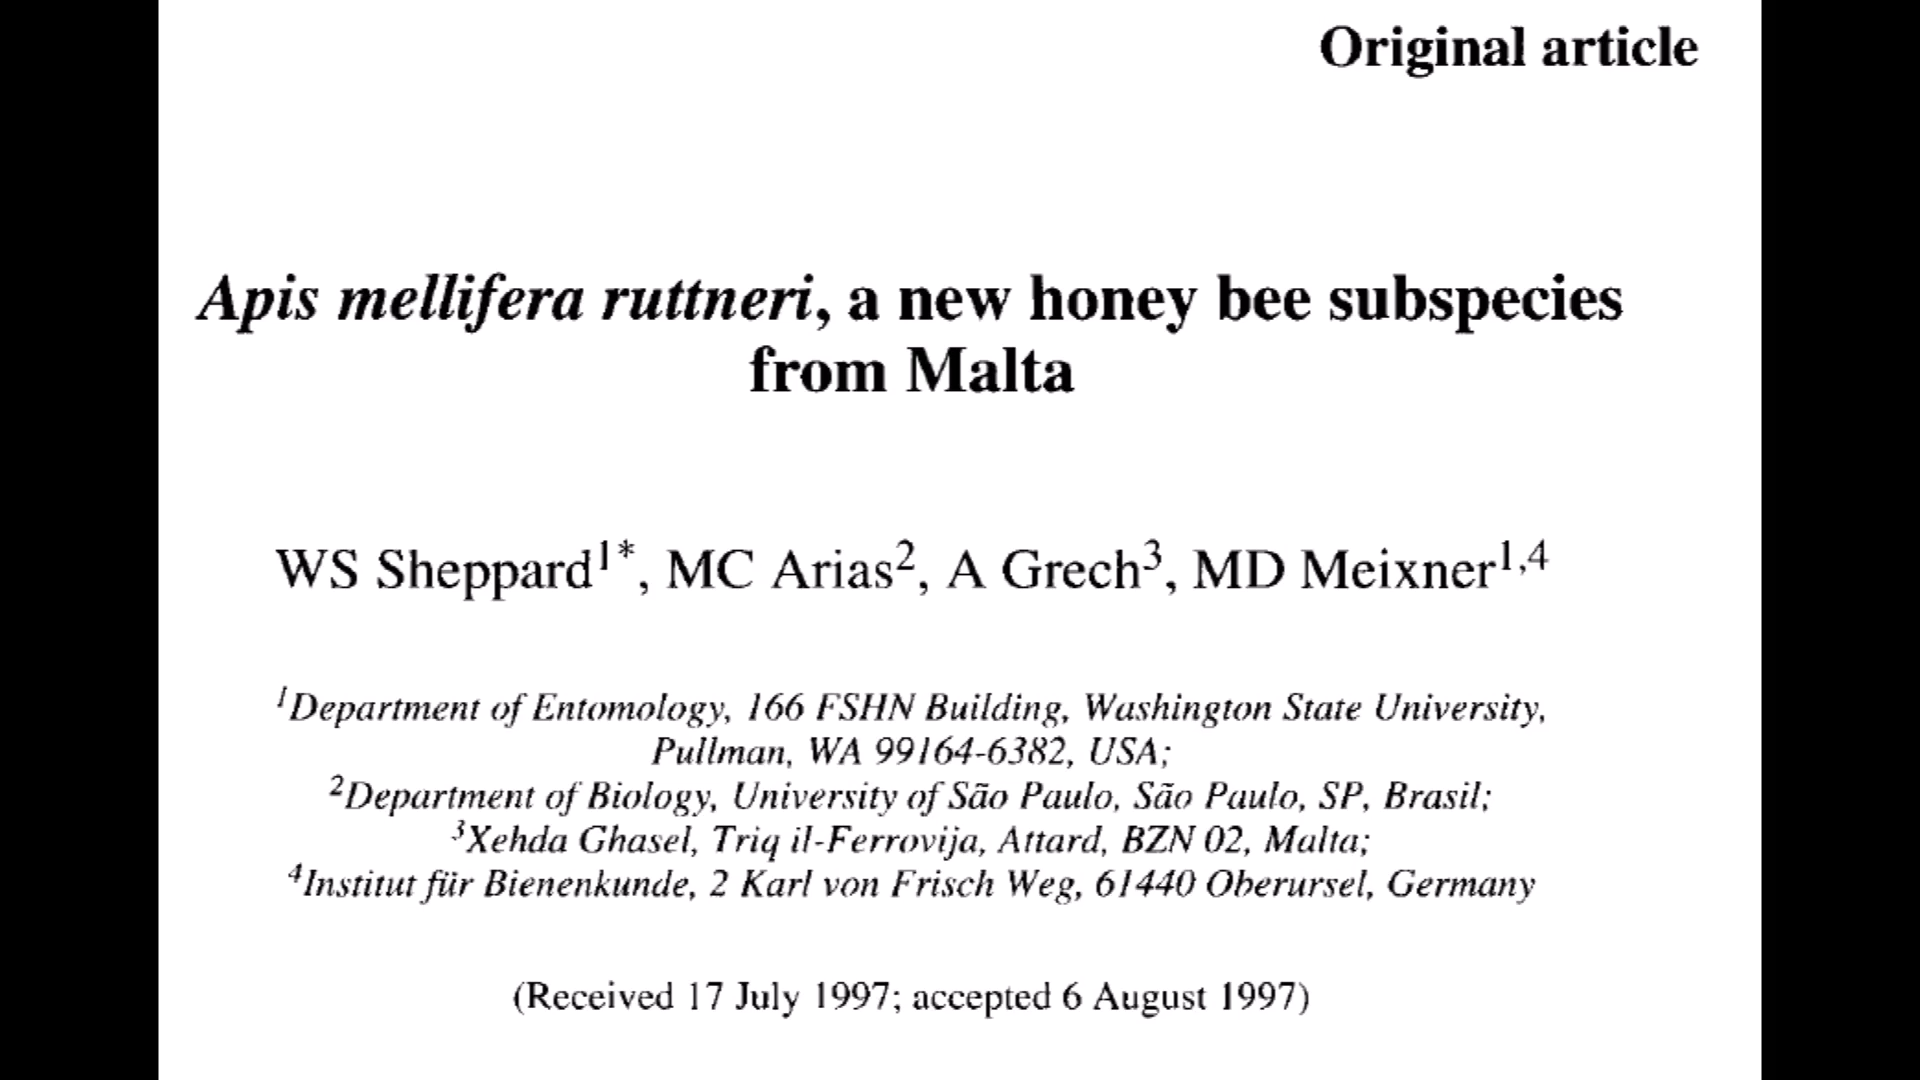 Original article
Apis mellifera ruttneri, a new honey bee subspecies
from Malta
WS Sheppard1*, MC Arias2, A Grech3, MD Meixner1,4
1Department of Entomology, 166 FSHN Building, Washington State University,
Pullman, WA 99164-6382, USA;
2Department of Biology, University of São Paulo, São Paulo, SP, Brasil;
3Xehda Ghasel, Triq il-Ferrovija, Attard, BZN 02, Malta;
4Institut für Bienenkunde, 2 Karl von Frisch Weg, 61440 Oberursel, Germany
(Received 17 July 1997; accepted 6 August 1997)